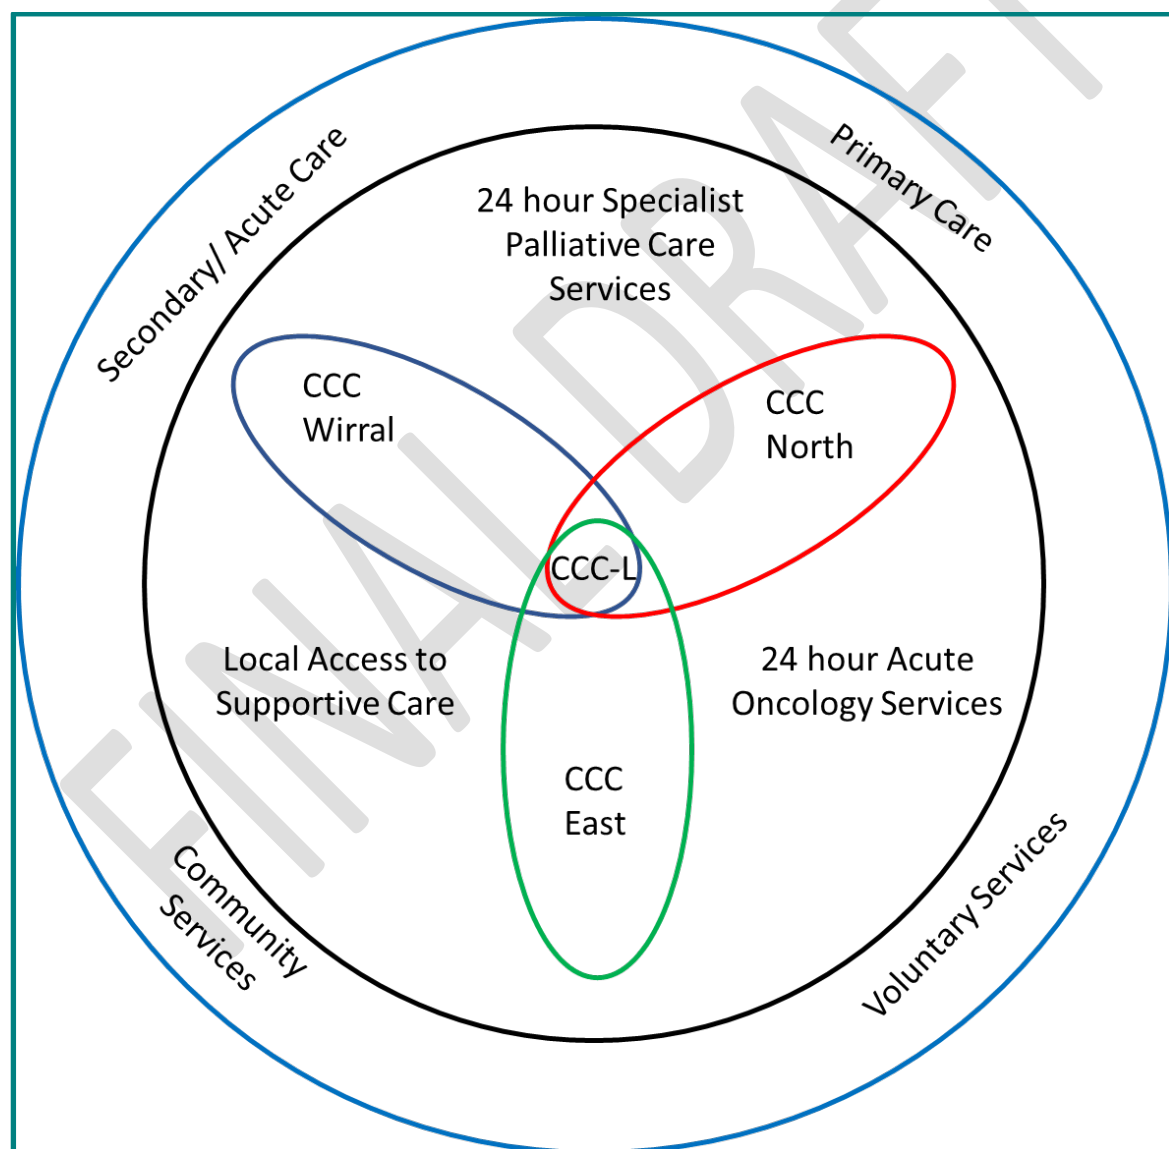 Secondary/ Acute Care
Primary Care
24 hour Specialist
Palliative Care
Services
CCC
Wirral
CCC
North
CCC-L
Local Access to
Supportive Care
24 hour Acute
Oncology Services
CCC
East
Community
Services
Voluntary Services
FINAL DRAFT